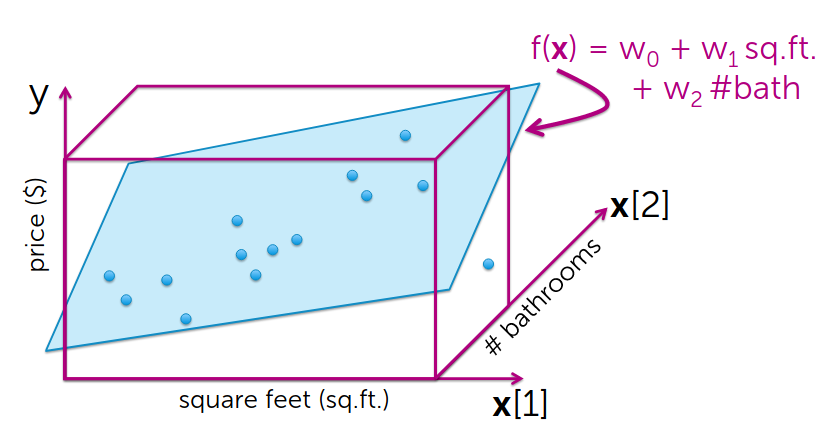 f(x) = w₀ + w₁ sq.ft.
+ w₂ #bath
y
price ($)
x[2]
# bathrooms
square feet (sq.ft.)
x[1]